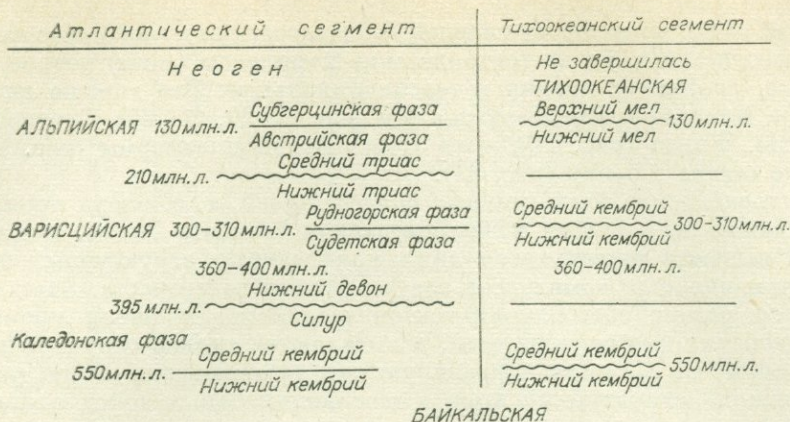 Атлантический сегмент
Неоген
Субгерцинская фаза
АЛЬПИЙСКАЯ 130 млн. л.
Австрийская фаза
Средний триас
210 млн. л.
Нижний триас
Рудногорская фаза
ВАРИСЦИЙСКАЯ 300-310 млн. л.
Судетская фаза
360-400 млн. л.
Нижний девон
395 млн. л.
Силур
Каледонская фаза
Средний кембрий
550 млн. л.
Нижний кембрий
Тихоокеанский сегмент
Не завершилась
ТИХООКЕАНСКАЯ
Верхний мел
130 млн. л.
Нижний мел
Средний кембрий
300-310 млн. л.
Нижний кембрий
360-400 млн. л.
Средний кембрий
550 млн. л.
Нижний кембрий
БАЙКАЛЬСКАЯ